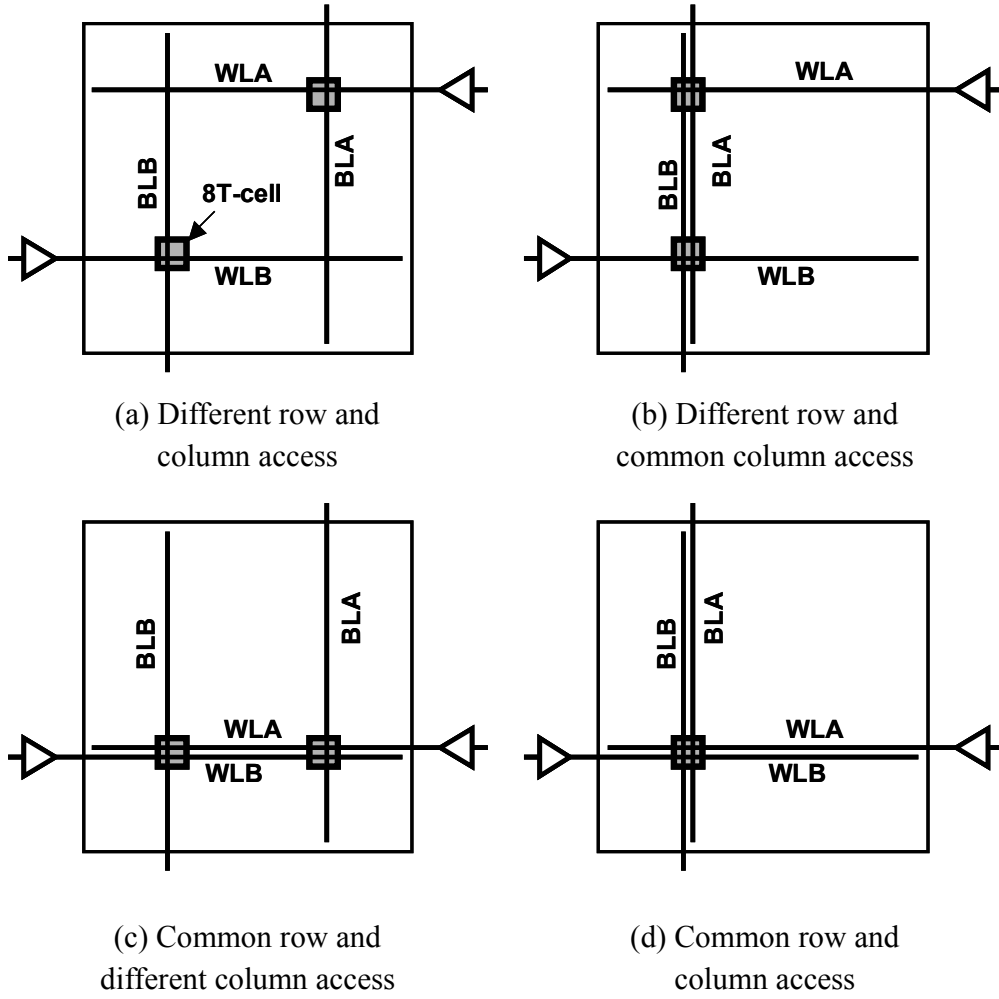 WLA
BLB
BLA
8T-cell
WLB
(a) Different row and
column access
WLA
BLB
BLA
WLB
(b) Different row and
common column access
BLB
BLA
WLA
WLB
(c) Common row and
different column access
BLB
BLA
WLA
WLB
(d) Common row and
column access